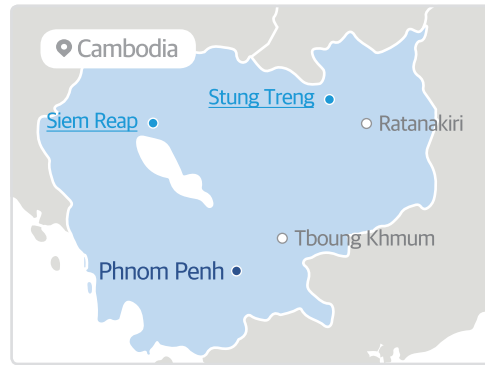 Cambodia
Stung Treng
Siem Reap
Ratanakiri
Tboung Khmum
Phnom Penh